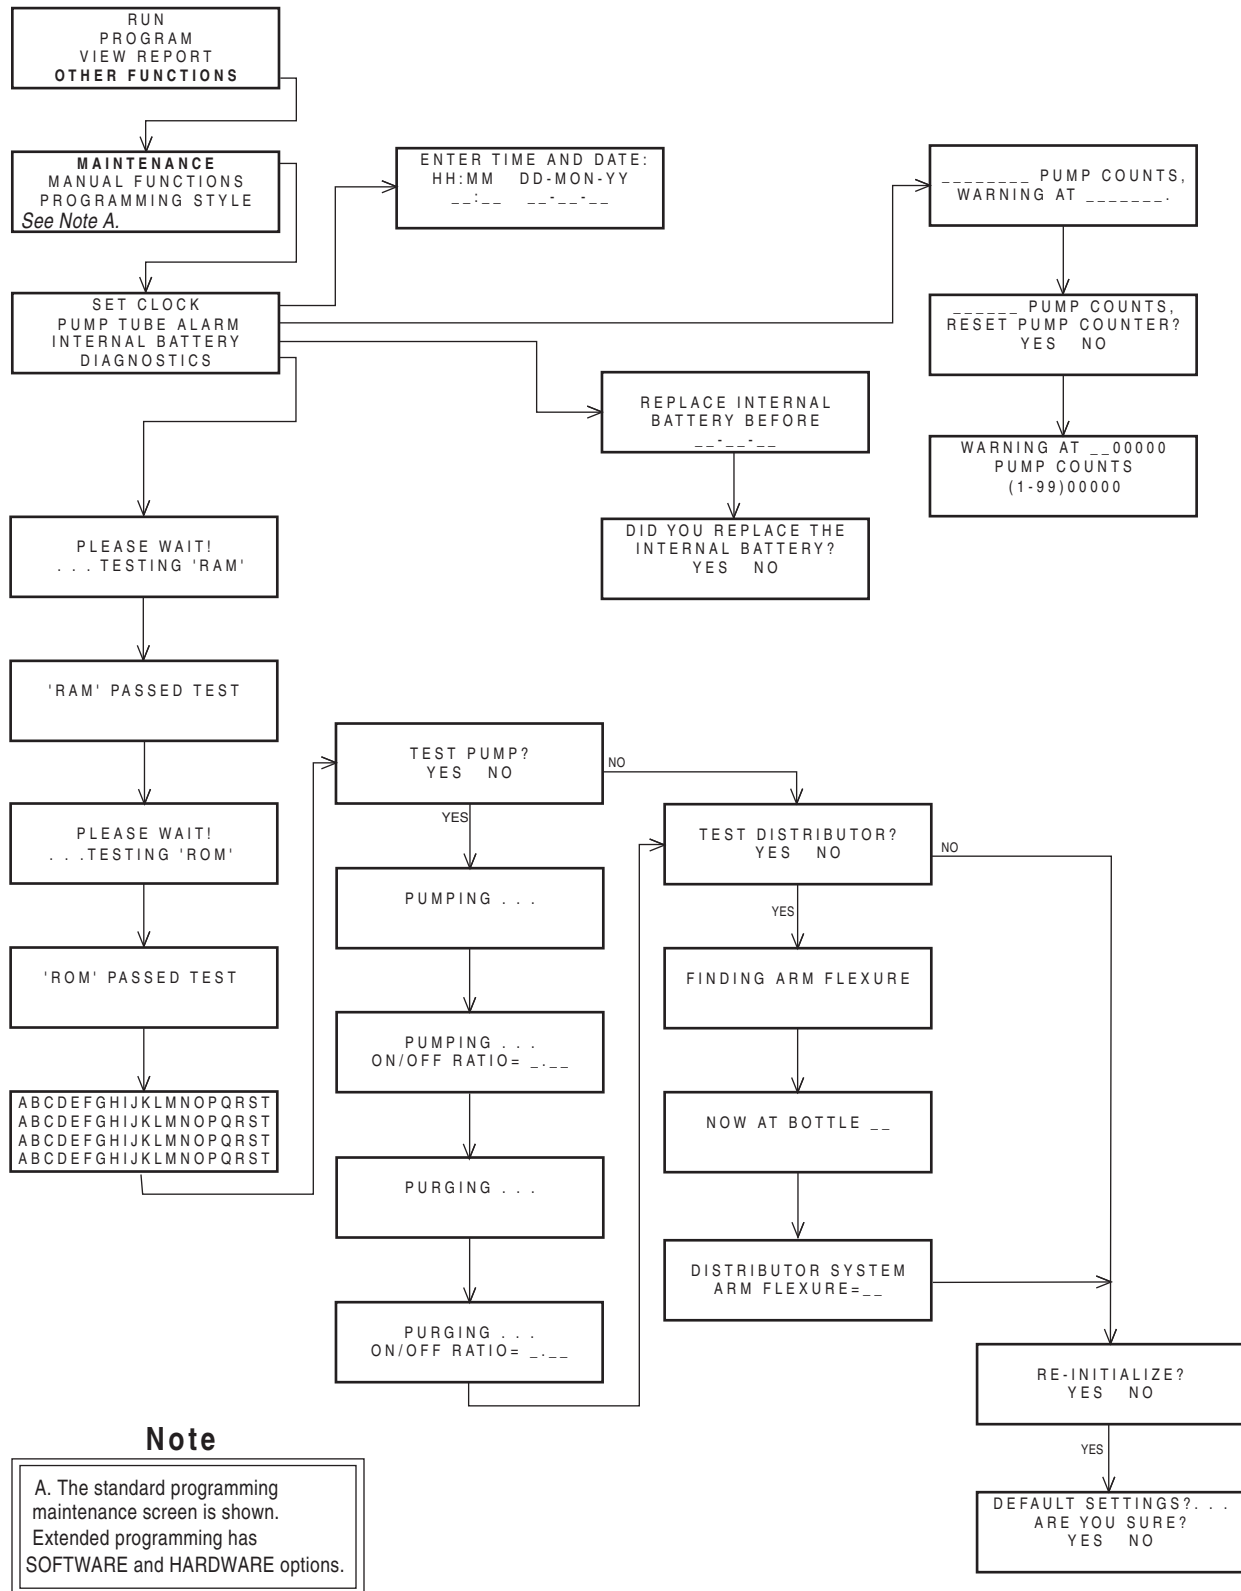 RUN
PROGRAM
VIEW REPORT
OTHER FUNCTIONS
MAINTENANCE
MANUAL FUNCTIONS
PROGRAMMING STYLE
See Note A.
SET CLOCK
PUMP TUBE ALARM
INTERNAL BATTERY
DIAGNOSTICS
ENTER TIME AND DATE:
HH:MM DD-MON-YY
__:__ __-__-__
________ PUMP COUNTS,
WARNING AT _______.
______ PUMP COUNTS,
RESET PUMP COUNTER?
YES NO
WARNING AT __00000
PUMP COUNTS
(1-99)00000
REPLACE INTERNAL
BATTERY BEFORE
__-__-__
DID YOU REPLACE THE
INTERNAL BATTERY?
YES NO
PLEASE WAIT!
. . . TESTING 'RAM'
'RAM' PASSED TEST
PLEASE WAIT!
. . .TESTING 'ROM'
'ROM' PASSED TEST
ABCDEFGHIJKLMNOPQRST
ABCDEFGHIJKLMNOPQRST
ABCDEFGHIJKLMNOPQRST
ABCDEFGHIJKLMNOPQRST
TEST PUMP?
YES NO
NO
YES
PUMPING . . .
PUMPING . . .
ON/OFF RATIO= _.__
PURGING . . .
PURGING . . .
ON/OFF RATIO= _.__
TEST DISTRIBUTOR?
YES NO
NO
YES
FINDING ARM FLEXURE
NOW AT BOTTLE __
DISTRIBUTOR SYSTEM
ARM FLEXURE=__
RE-INITIALIZE?
YES NO
YES
DEFAULT SETTINGS?. . .
ARE YOU SURE?
YES NO
Note
A. The standard programming
maintenance screen is shown.
Extended programming has
SOFTWARE and HARDWARE options.